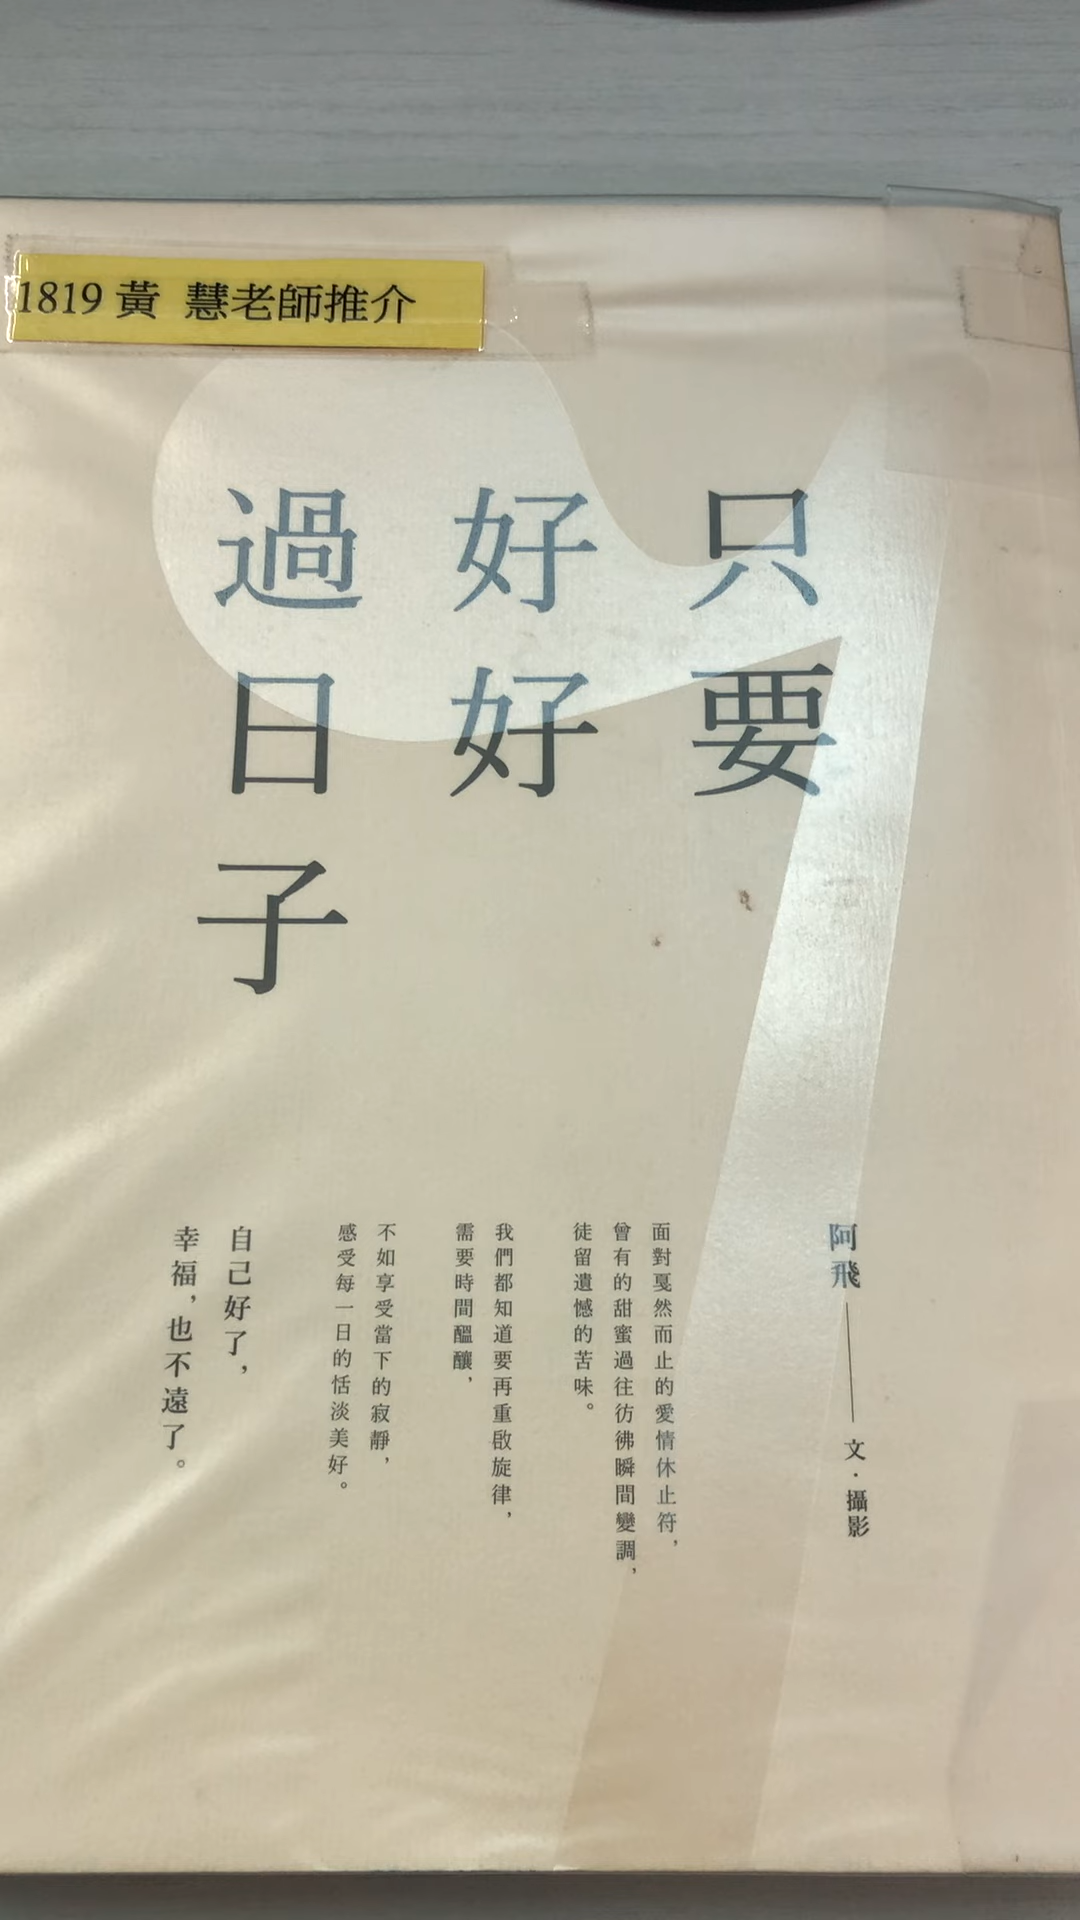 1819 黃 慧老師推介
只要
好好
過日子
阿飛——文·攝影
面對戛然而止的愛情休止符，
曾有的甜蜜過往彷彿瞬間變調，
徒留遺憾的苦味。
我們都知道要再重啟旋律，
需要時間醞釀，
不如享受當下的寂靜，
感受每一日的恬淡美好。
自己好了，
幸福，也不遠了。